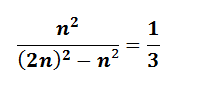 n²/((2n)² − n²) = 1/3